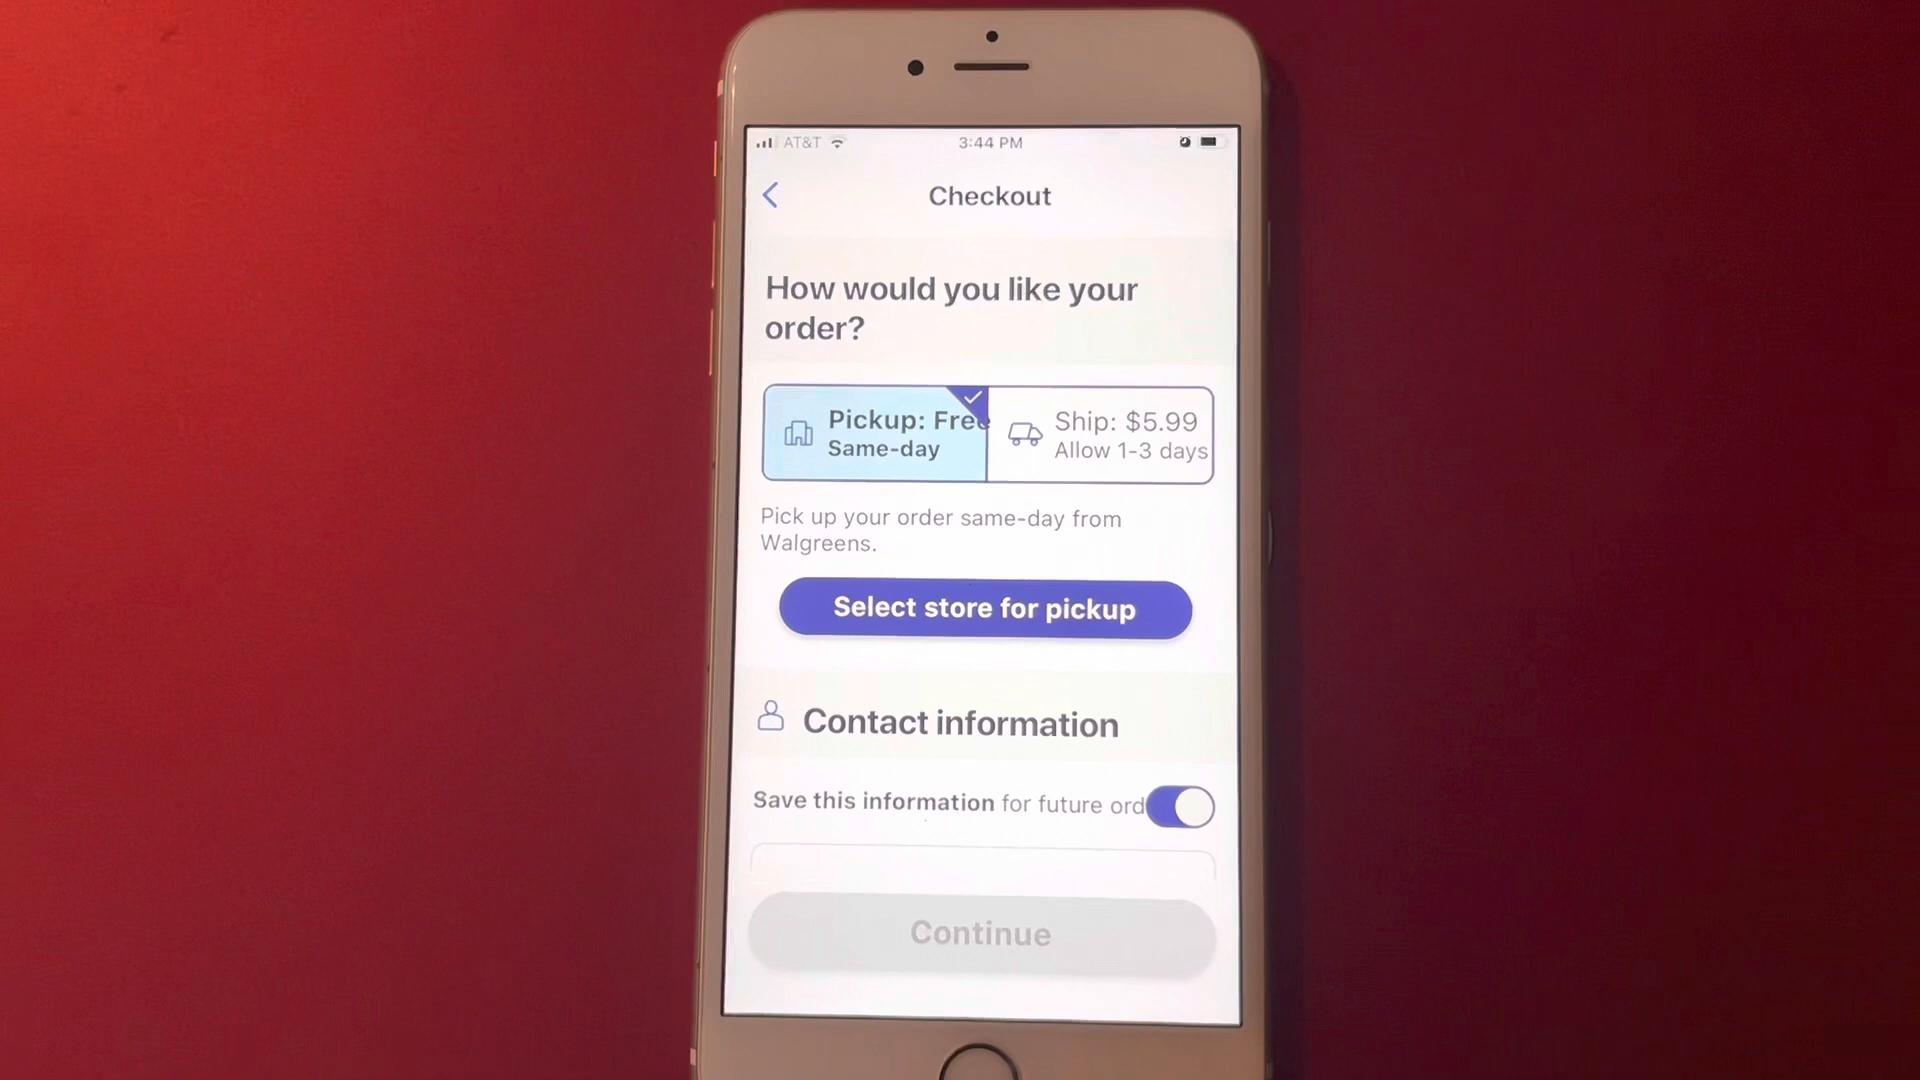 AT&T 3:44 PM
Checkout
How would you like your
order?
Pickup: Free
Same-day
Ship: $5.99
Allow 1-3 days
Pick up your order same-day from
Walgreens.
Select store for pickup
Contact information
Save this information for future ord
Continue